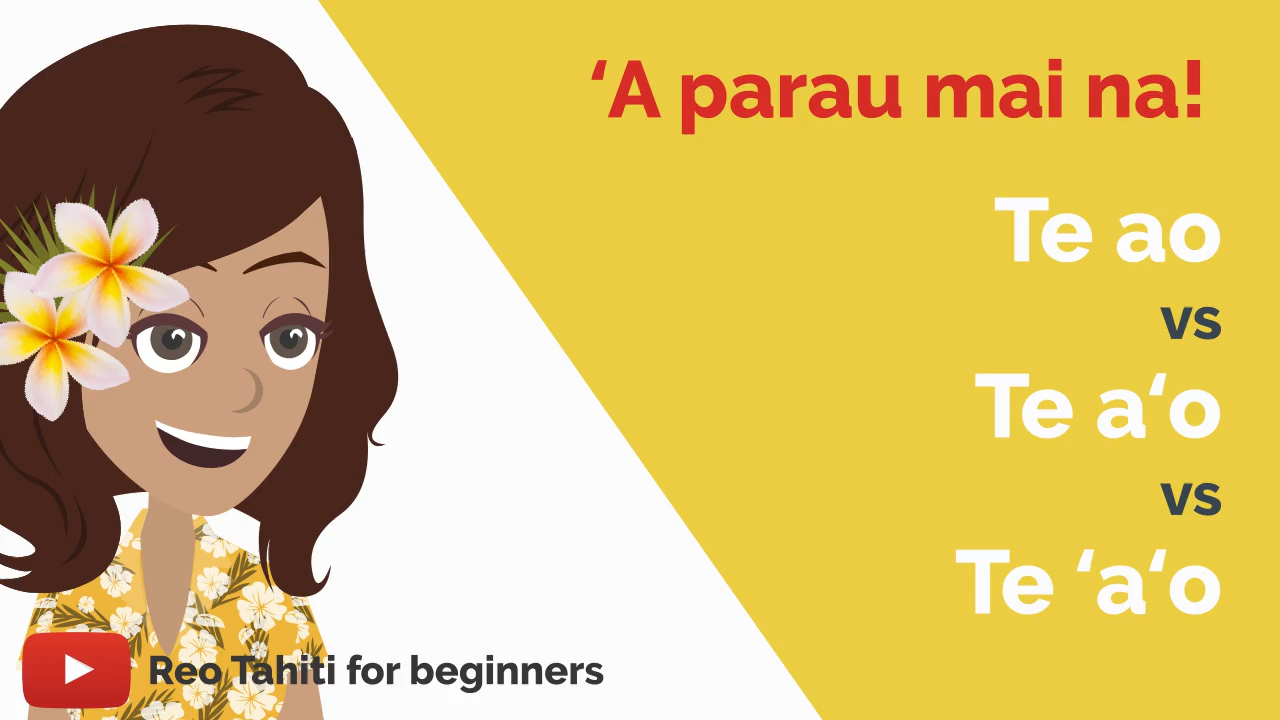 ‘A parau mai na!
Te ao
vs
Te a‘o
vs
Te ‘a‘o
Reo Tahiti for beginners